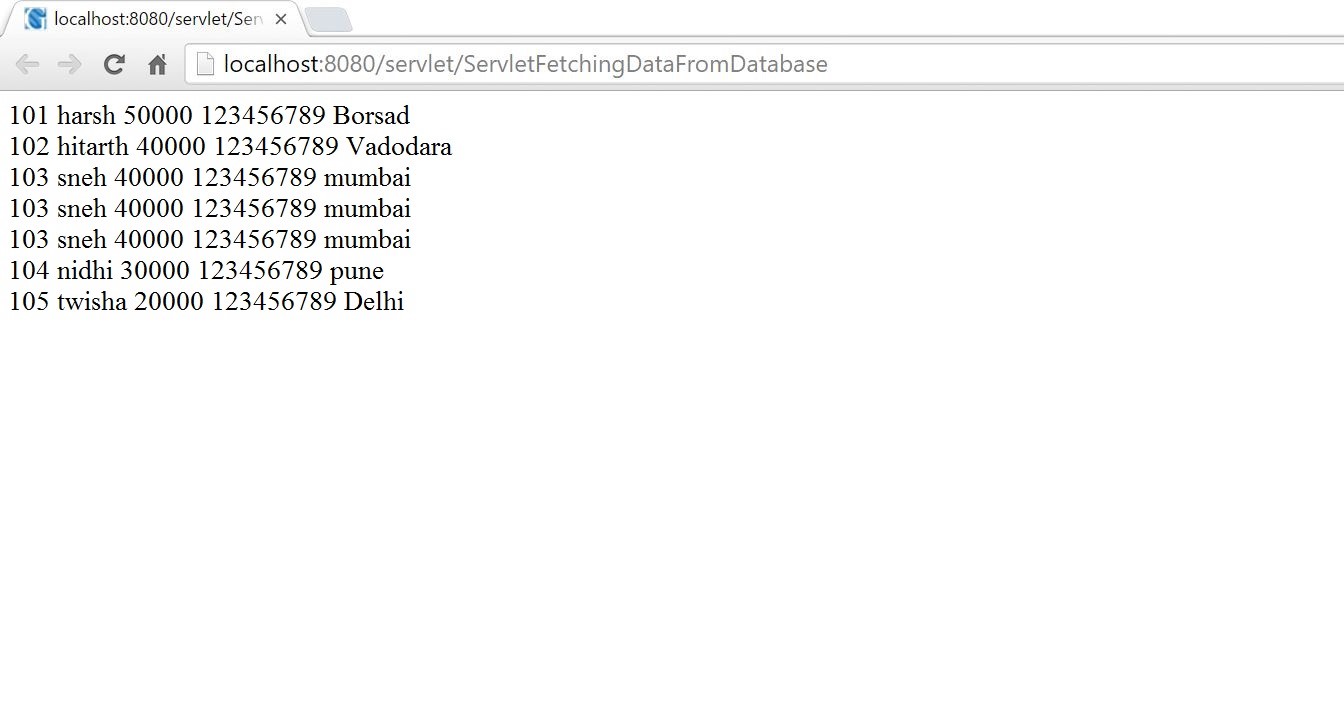 localhost:8080/servlet/Ser
localhost:8080/servlet/ServletFetchingDataFromDatabase
101 harsh 50000 123456789 Borsad
102 hitarth 40000 123456789 Vadodara
103 sneh 40000 123456789 mumbai
103 sneh 40000 123456789 mumbai
103 sneh 40000 123456789 mumbai
104 nidhi 30000 123456789 pune
105 twisha 20000 123456789 Delhi